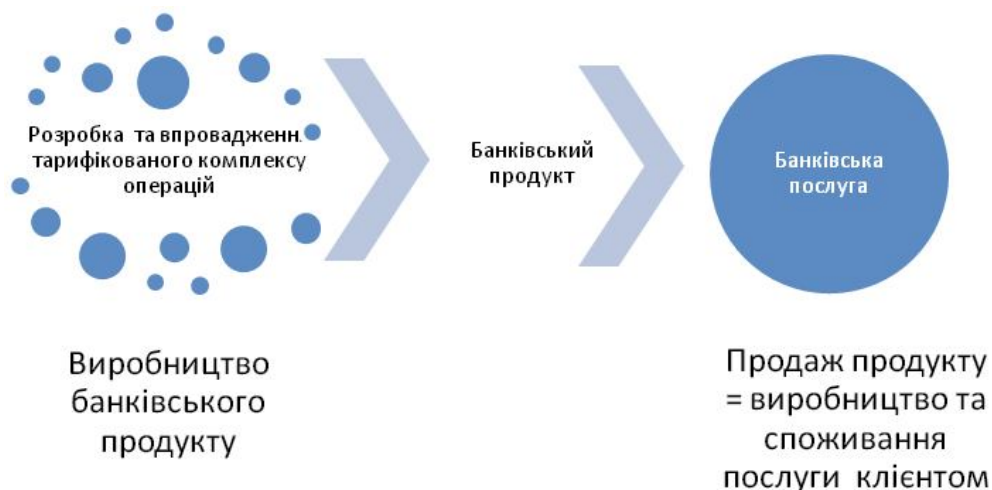 Розробка та впровадженн.
тарифікованого комплексу
операцій
Банківський
продукт
Банківська
послуга
Виробництво
банківського
продукту
Продаж продукту
= виробництво та
споживання
послуги клієнтом